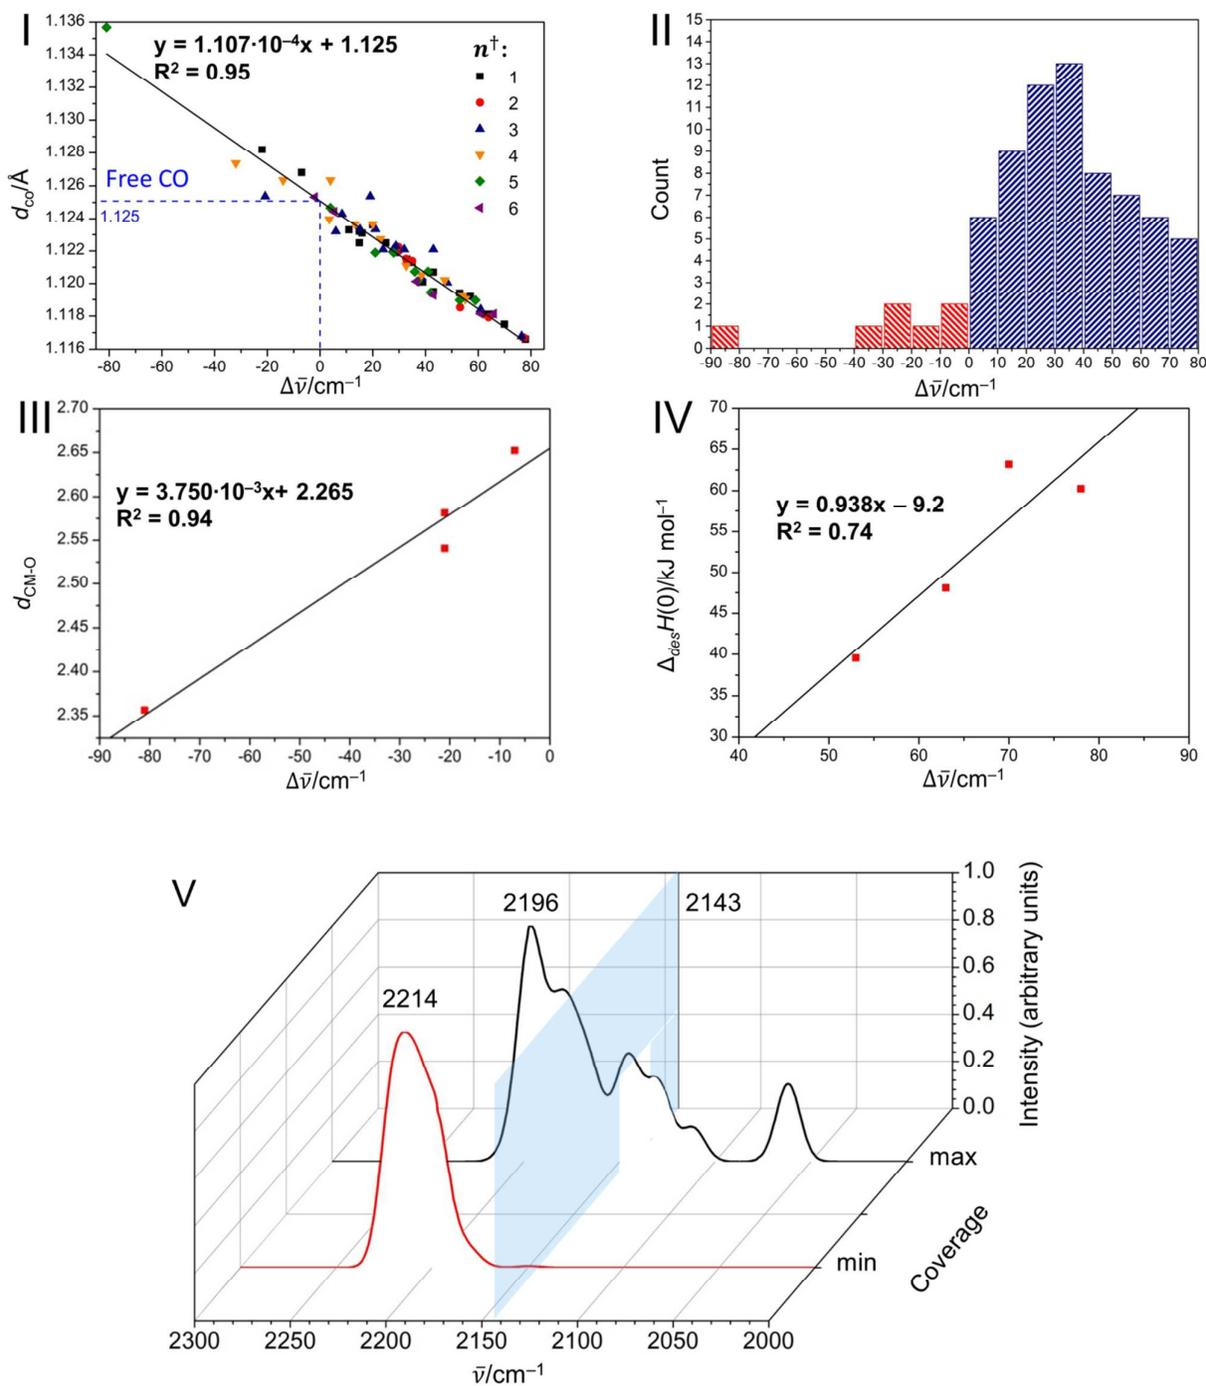 I
1.136
1.134
1.132
1.130
1.128
1.126
1.124
1.122
1.120
1.118
1.116
dco/Å
y = 1.107·10⁻⁴x + 1.125
R² = 0.95
n†:
1
2
3
4
5
6
Free CO
1.125
-80 -60 -40 -20 0 20 40 60 80
Δν̄/cm⁻¹
II
15
14
13
12
11
10
9
8
7
6
5
4
3
2
1
0
Count
-90 -80 -70 -60 -50 -40 -30 -20 -10 0 10 20 30 40 50 60 70 80
Δν̄/cm⁻¹
III
2.70
2.65
2.60
2.55
2.50
2.45
2.40
2.35
dCM-O
y = 3.750·10⁻³x+ 2.265
R² = 0.94
-90 -80 -70 -60 -50 -40 -30 -20 -10 0
Δν̄/cm⁻¹
IV
70
65
60
55
50
45
40
35
30
ΔdesH(0)/kJ mol⁻¹
y = 0.938x – 9.2
R² = 0.74
40 50 60 70 80 90
Δν̄/cm⁻¹
V
2196
2143
2214
1.0
0.8
0.6
0.4
0.2
0.0
Intensity (arbitrary units)
max
min
Coverage
2300 2250 2200 2150 2100 2050 2000
ν̄/cm⁻¹